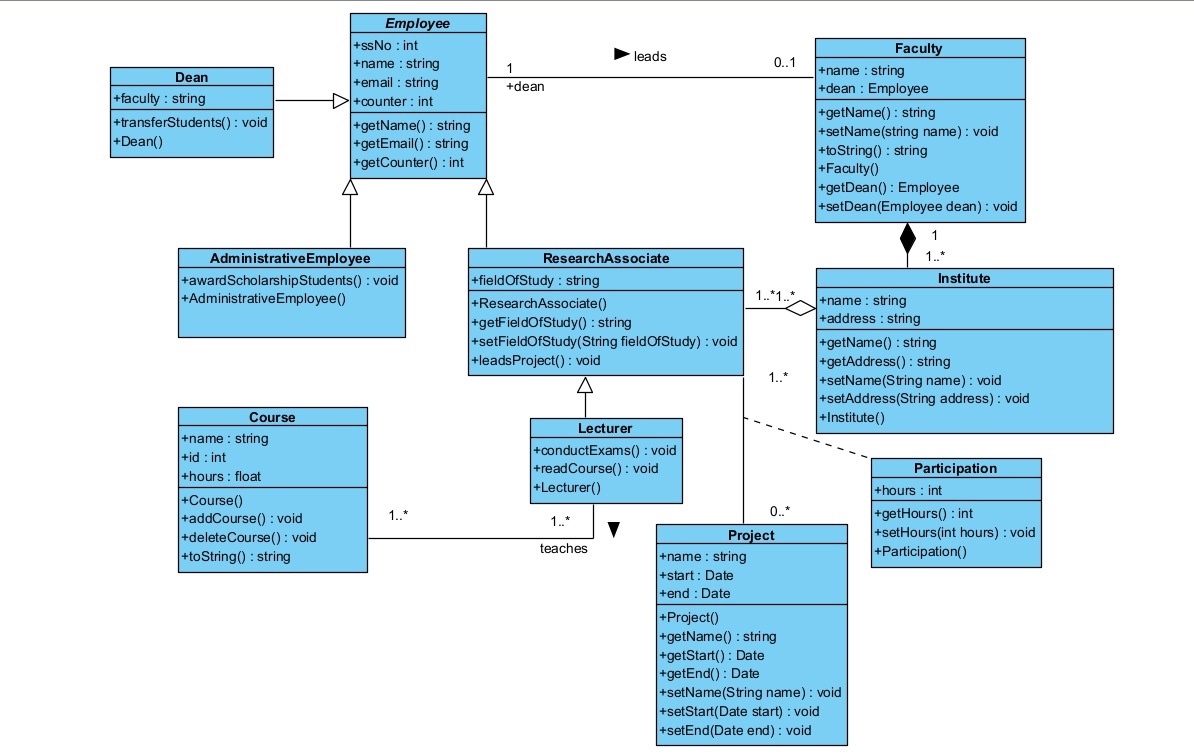 Employee
+ssNo : int
+name : string
+email : string
+counter : int
+getName() : string
+getEmail() : string
+getCounter() : int
Dean
+faculty : string
+transferStudents() : void
+Dean()
leads
1
+dean
0..1
Faculty
+name : string
+dean : Employee
+getName() : string
+setName(string name) : void
+toString() : string
+Faculty()
+getDean() : Employee
+setDean(Employee dean) : void
1
1..*
AdministrativeEmployee
+awardScholarshipStudents() : void
+AdministrativeEmployee()
ResearchAssociate
+fieldOfStudy : string
+ResearchAssociate()
+getFieldOfStudy() : string
+setFieldOfStudy(String fieldOfStudy) : void
+leadsProject() : void
1..*
1..*
Institute
+name : string
+address : string
+getName() : string
+getAddress() : string
+setName(String name) : void
+setAddress(String address) : void
+Institute()
1..*
Course
+name : string
+id : int
+hours : float
+Course()
+addCourse() : void
+deleteCourse() : void
+toString() : string
Lecturer
+conductExams() : void
+readCourse() : void
+Lecturer()
1..*
1..*
teaches
Participation
+hours : int
+getHours() : int
+setHours(int hours) : void
+Participation()
0..*
Project
+name : string
+start : Date
+end : Date
+Project()
+getName() : string
+getStart() : Date
+getEnd() : Date
+setName(String name) : void
+setStart(Date start) : void
+setEnd(Date end) : void